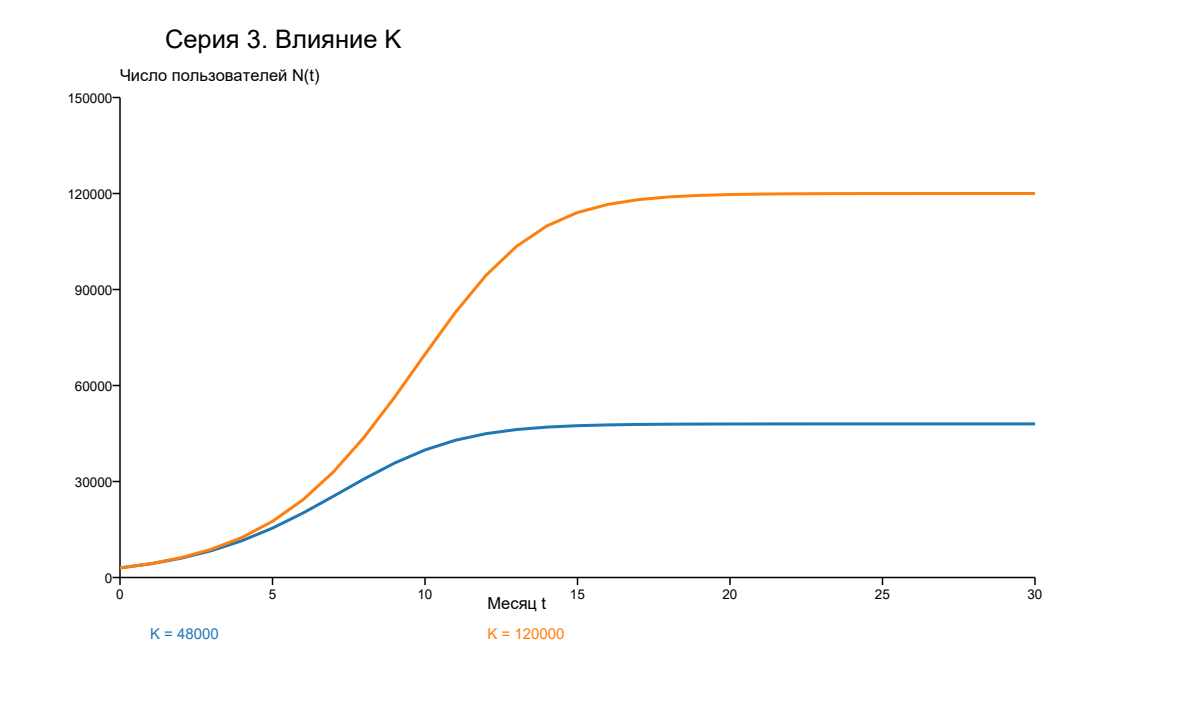 Серия 3. Влияние K
Число пользователей N(t)
150000
120000
90000
60000
30000
0
0 5 10 15 20 25 30
Месяц t
K = 48000 K = 120000